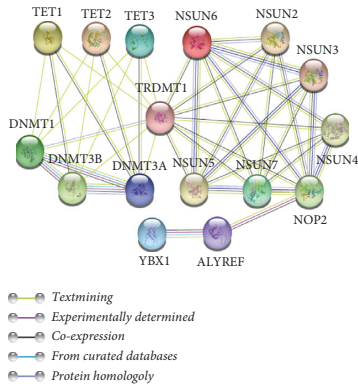 TET1 TET2 TET3 NSUN6 NSUN2
NSUN3
TRDMT1
DNMT1
DNMT3B DNMT3A NSUN5 NSUN7 NSUN4
NOP2
YBX1 ALYREF
Textmining
Experimentally determined
Co-expression
From curated databases
Protein homologoly